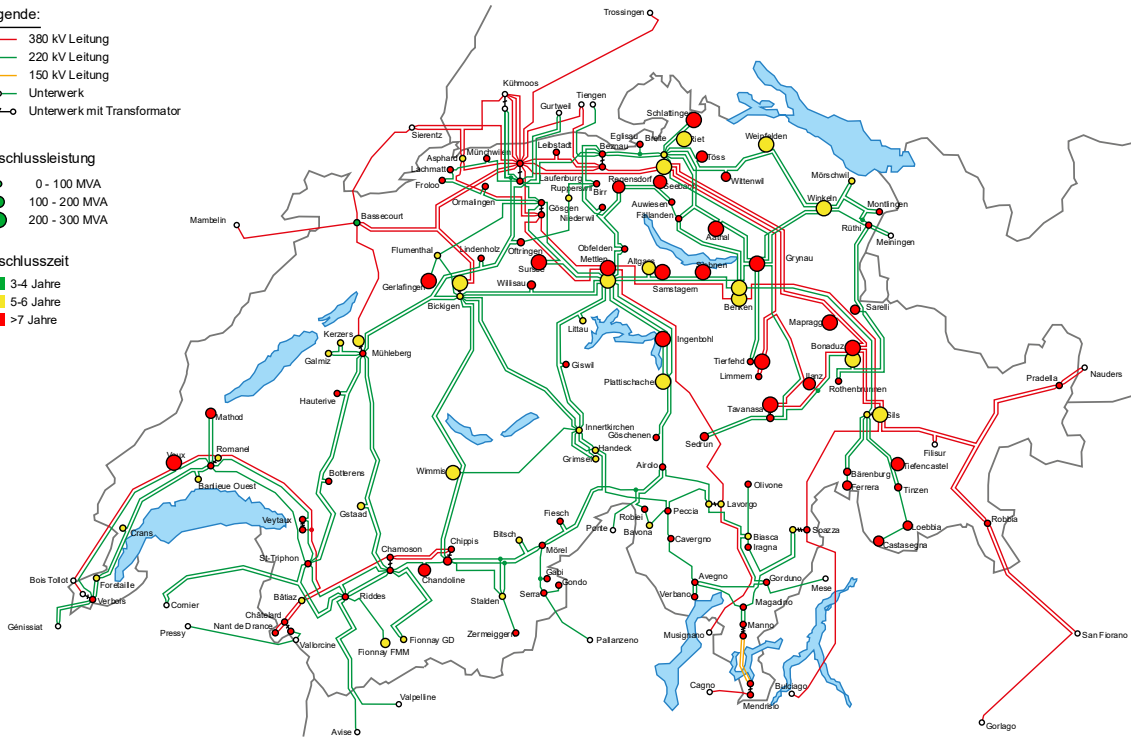 gende:
380 kV Leitung
220 kV Leitung
150 kV Leitung
Unterwerk
Unterwerk mit Transformator
schlussleistung
0 - 100 MVA
100 - 200 MVA
200 - 300 MVA
schlusszeit
3-4 Jahre
5-6 Jahre
>7 Jahre
Trossingen
Kühmoos
Tiengen
Gurtweil
Schlattingen
Sierentz
Eglisau
Breite
Riet
Weinfelden
Asphard
Münchwilen
Leibstadt
Beznau
Töss
Lachmatt
Froloo
Laufenburg
Regensdorf
Seebach
Wittenwil
Mörschwil
Rupperswil
Birr
Ormalingen
Gösgen
Niederwil
Auwiesen
Fällanden
Winkeln
Montlingen
Mambelin
Bassecourt
Aathal
Rüthi
Meiningen
Flumenthal
Lindenholz
Oftringen
Obfelden
Mettlen
Altgass
Grynau
Sursee
Gerlafingen
Willisau
Samstagern
Benken
Bickigen
Sarelli
Mapragg
Littau
Kerzers
Galmiz
Mühleberg
Ingenbohl
Bonaduz
Giswil
Tierfehd
Limmern
Ilanz
Nauders
Pradella
Plattischachen
Rothenbrunnen
Hauterive
Tavanasa
Sils
Mathod
Innertkirchen
Göschenen
Sedrun
Handeck
Grimsel
Filisur
Vaux
Romanel
Wimmis
Airolo
Tiefencastel
Banlieue Ouest
Botterens
Bärenburg
Ferrera
Tinzen
Olivone
Gstaad
Fiesch
Robiei
Peccia
Lavorgo
Veytaux
Ponte
Bavona
Soazza
Robbia
Crans
Bitsch
Biasca
Iragna
Löbbia
Castasegna
Chippis
Mörel
Cavergno
Chamoson
St-Triphon
Chandoline
Gabi
Gondo
Bois Tollot
Foretaille
Avegno
Gorduno
Mese
Verbois
Cornier
Bâtiaz
Riddes
Stalden
Serra
Verbano
Magadino
Génissiat
Pressy
Châtelard
Nant de Drance
Vallorcine
Fionnay GD
Fionnay FMM
Zermeiggern
Pallanzeno
Musignano
Manno
San Fiorano
Cagno
Bulciago
Mendrisio
Valpelline
Avise
Gorlago